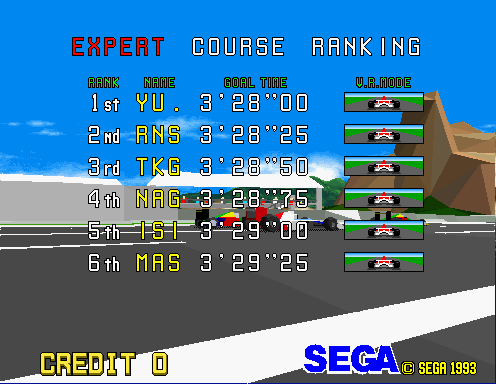 EXPERT COURSE RANKING
RANK NAME GOAL TIME V.R.MODE
1st YU. 3'28"00
2nd RNS 3'28"25
3rd TKG 3'28"50
4th NAG 3'28"75
5th ISI 3'29"00
6th MAS 3'29"25
CREDIT 0 SEGA © SEGA 1993